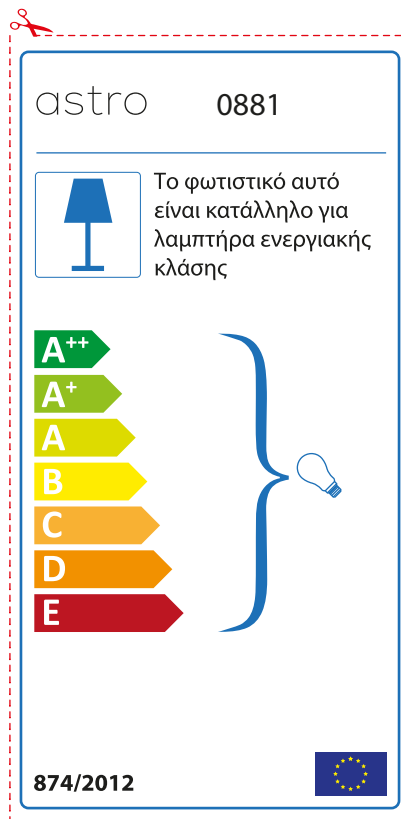 astro 0881
Το φωτιστικό αυτό
είναι κατάλληλο για
λαμπτήρα ενεργιακής
κλάσης
A++
A+
A
B
C
D
E
874/2012